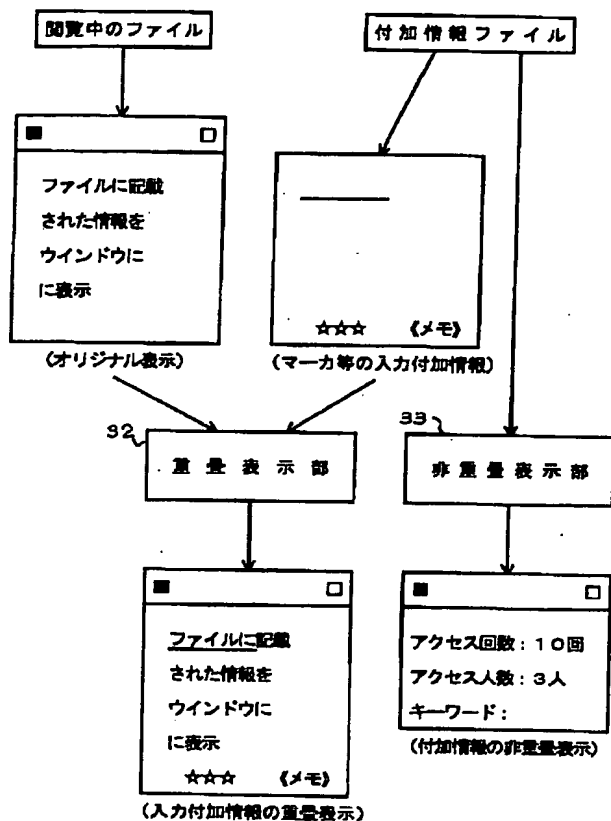 閲覧中のファイル
付加情報ファイル
ファイルに記載
された情報を
ウインドウに
に表示
☆☆☆ 《メモ》
(オリジナル表示)
(マーカ等の入力付加情報)
32
重畳表示部
33
非重畳表示部
ファイルに記載
された情報を
ウインドウに
に表示
☆☆☆ 《メモ》
(入力付加情報の重畳表示)
アクセス回数:10回
アクセス人数:3人
キーワード:
(付加情報の非重畳表示)